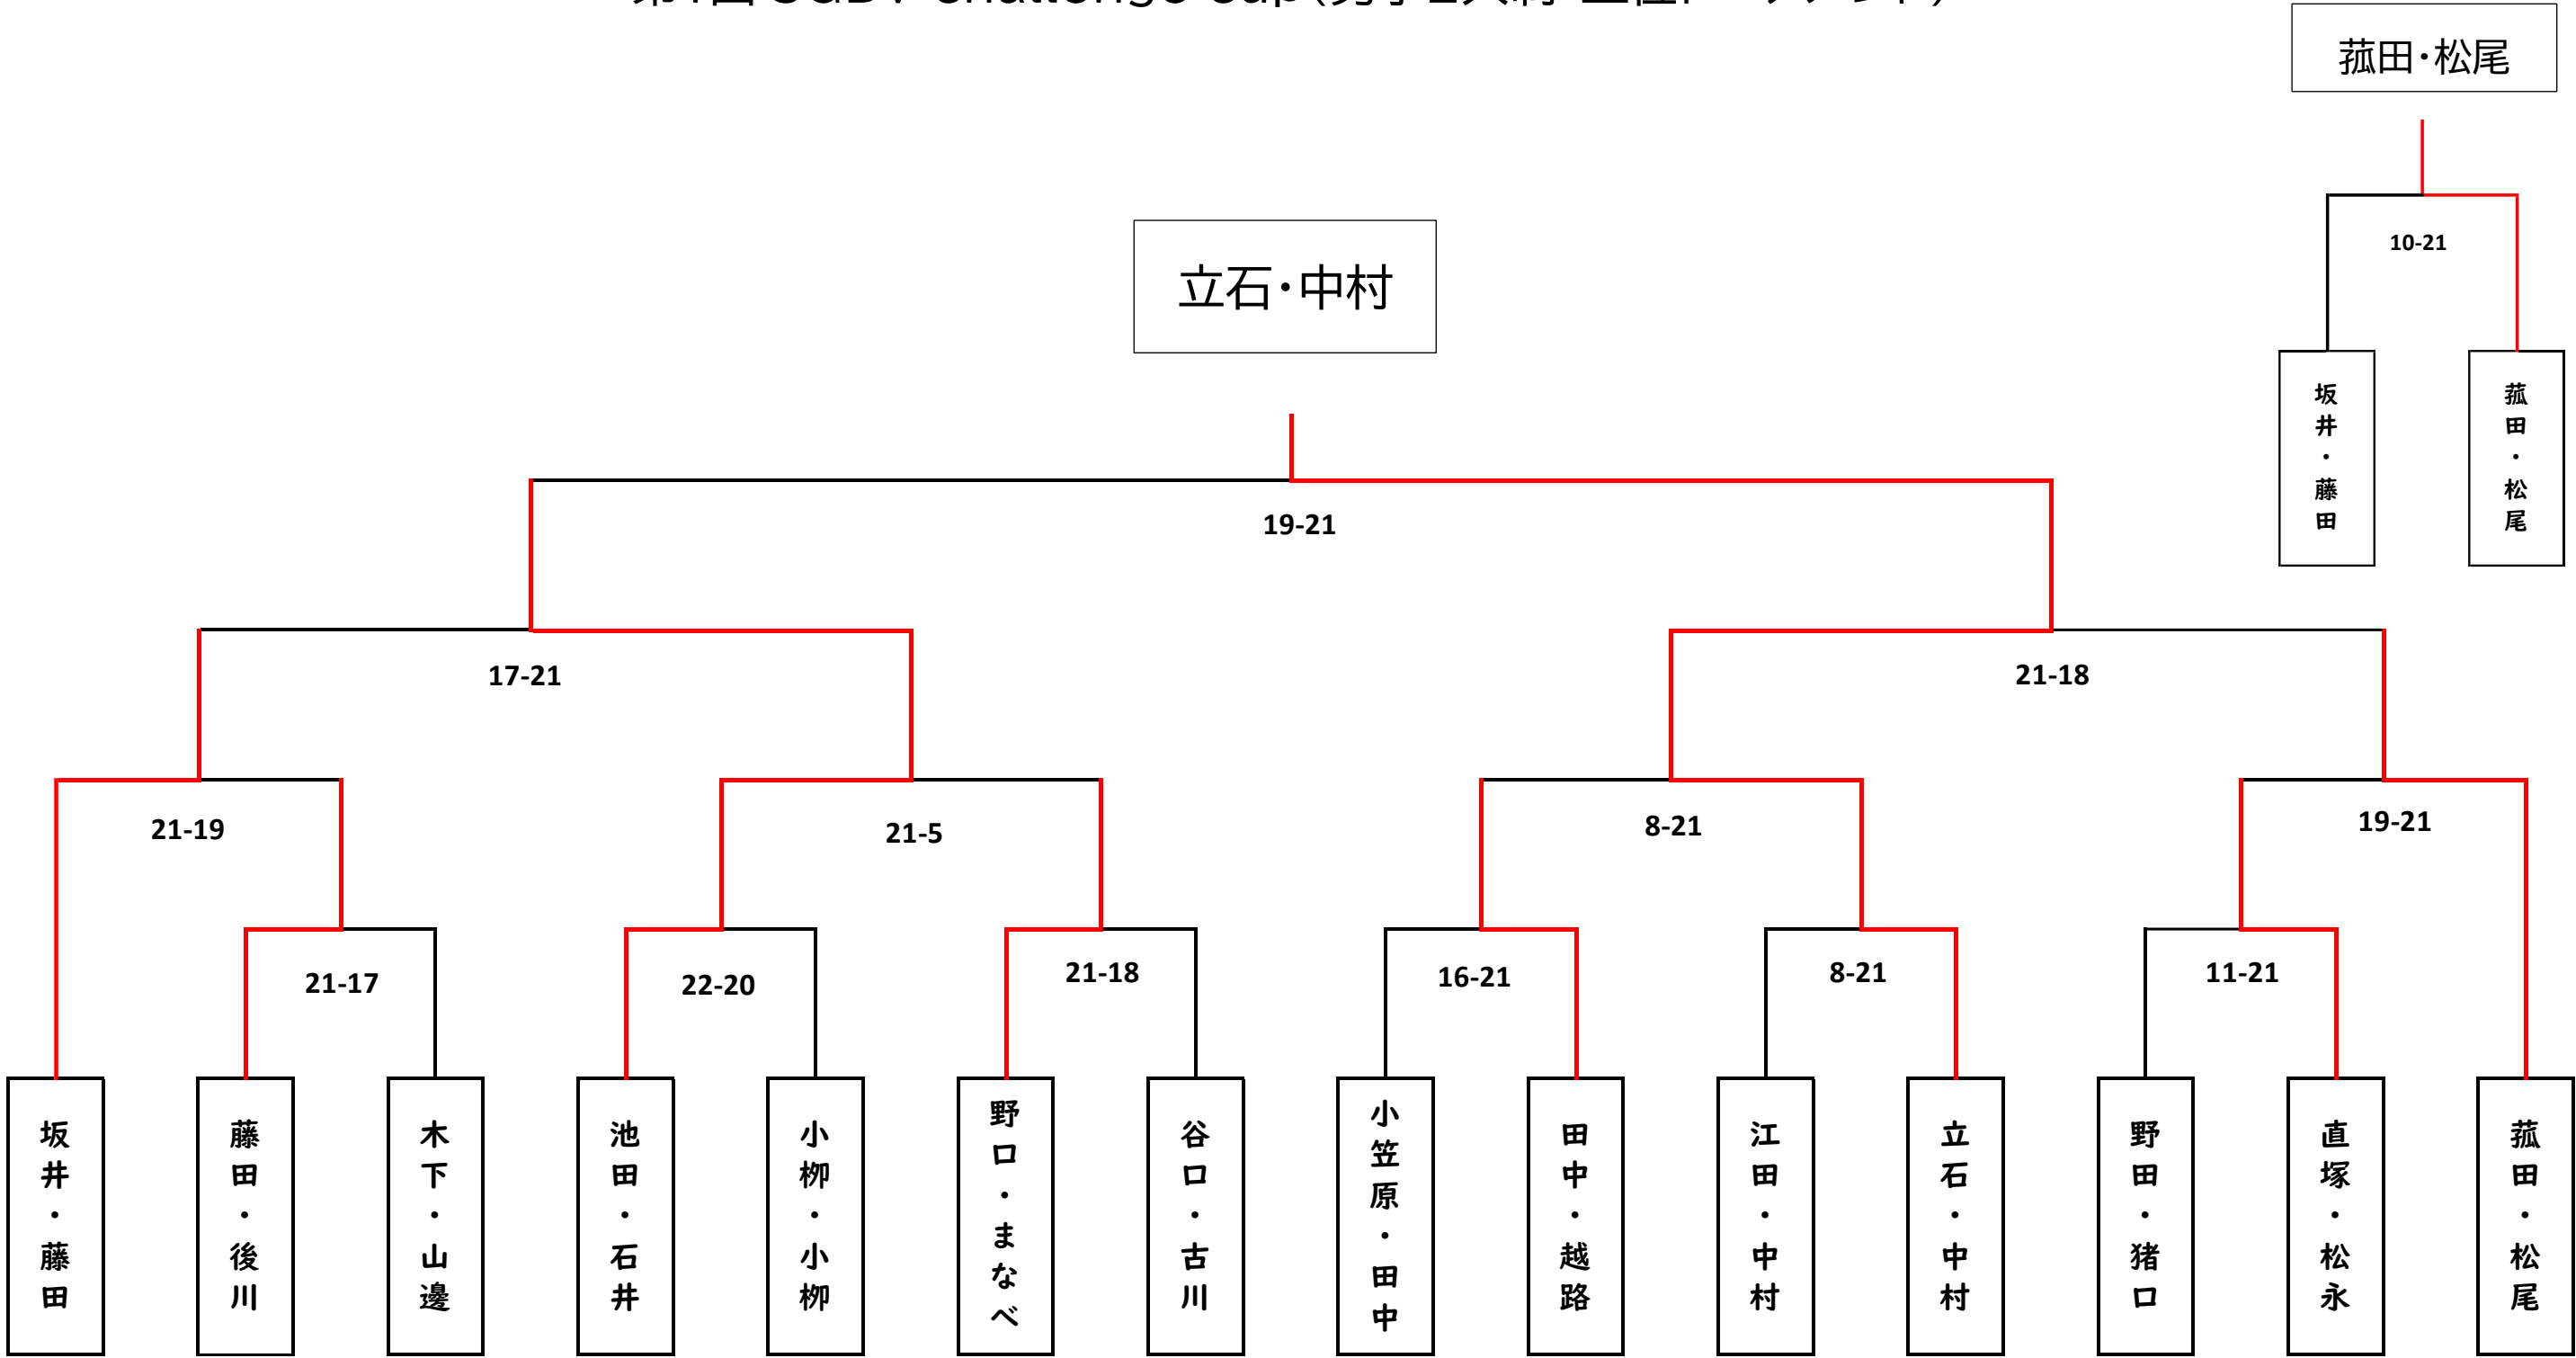 菰田・松尾
10-21
坂井・藤田
菰田・松尾
立石・中村
19-21
17-21
21-18
21-19
21-5
8-21
19-21
21-17
22-20
21-18
16-21
8-21
11-21
坂井・藤田
藤田・後川
木下・山邊
池田・石井
小栁・小栁
野口・まなべ
谷口・古川
小笠原・田中
田中・越路
江田・中村
立石・中村
野田・猪口
直塚・松永
菰田・松尾